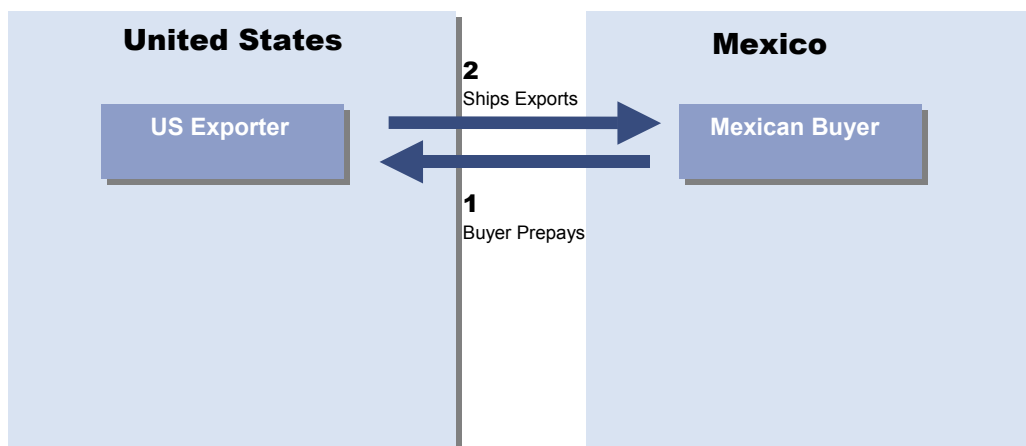 United States
Mexico
2
Ships Exports
US Exporter
Mexican Buyer
1
Buyer Prepays